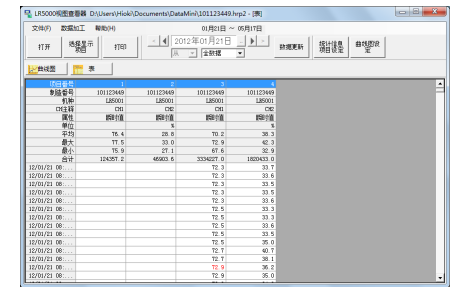 LR5000视图查看器 D:\Users\Hioki\Documents\DataMini\101123449.hrp2 - [表]
文件(F) 数据加工 帮助(H) 01月21日 ~ 05月17日
打开 选择显示项目 打印 2012年01月21日 从 全数据 数据更新 统计信息项目设定 曲线图设定
曲线图 表
项目番号 1 2 3 4
制造番号 101123449 101123449 101123449 101123449
机种 LR5001 LR5001 LR5001 LR5001
CH注释 CH1 CH2 CH1 CH2
属性 瞬时值 瞬时值 瞬时值 瞬时值
单位 % %
平均 76.4 28.8 70.2 38.3
最大 77.5 33.0 72.9 42.3
最小 75.9 27.1 67.6 32.9
合计 124357.2 46903.6 3334227.0 1820433.0
12/01/21 08:... 72.3 33.7
12/01/21 08:... 72.3 33.6
12/01/21 08:... 72.3 33.5
12/01/21 08:... 72.3 33.6
12/01/21 08:... 72.5 33.3
12/01/21 08:... 72.5 33.3
12/01/21 08:... 72.5 33.6
12/01/21 08:... 72.5 33.5
12/01/21 08:... 72.5 35.0
12/01/21 08:... 72.7 40.7
12/01/21 08:... 72.7 38.1
12/01/21 08:... 72.9 36.2
12/01/21 08:... 72.9 35.0